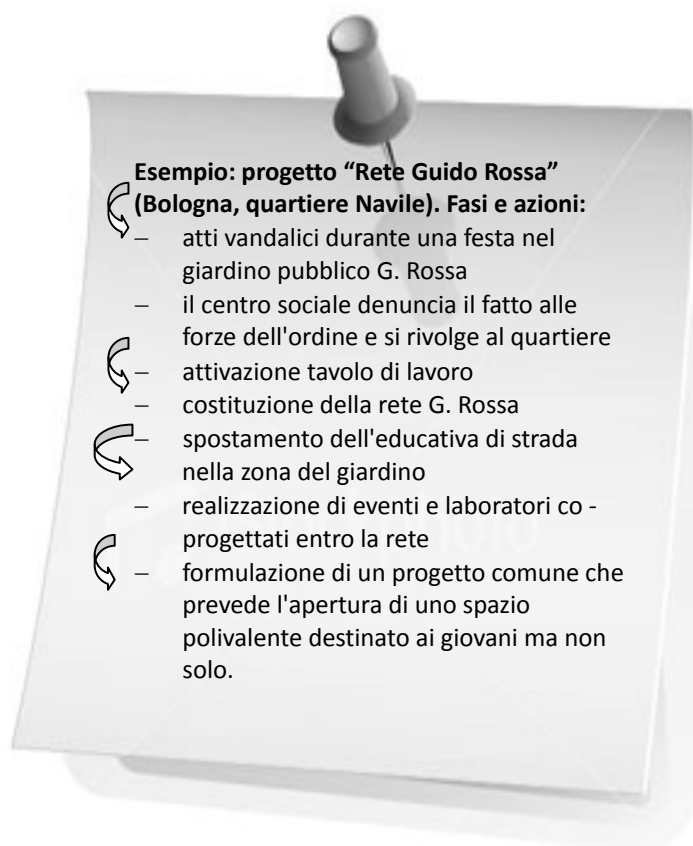 Esempio: progetto “Rete Guido Rossa”
(Bologna, quartiere Navile). Fasi e azioni:
– atti vandalici durante una festa nel
giardino pubblico G. Rossa
– il centro sociale denuncia il fatto alle
forze dell'ordine e si rivolge al quartiere
– attivazione tavolo di lavoro
– costituzione della rete G. Rossa
– spostamento dell'educativa di strada
nella zona del giardino
– realizzazione di eventi e laboratori co -
progettati entro la rete
– formulazione di un progetto comune che
prevede l'apertura di uno spazio
polivalente destinato ai giovani ma non
solo.